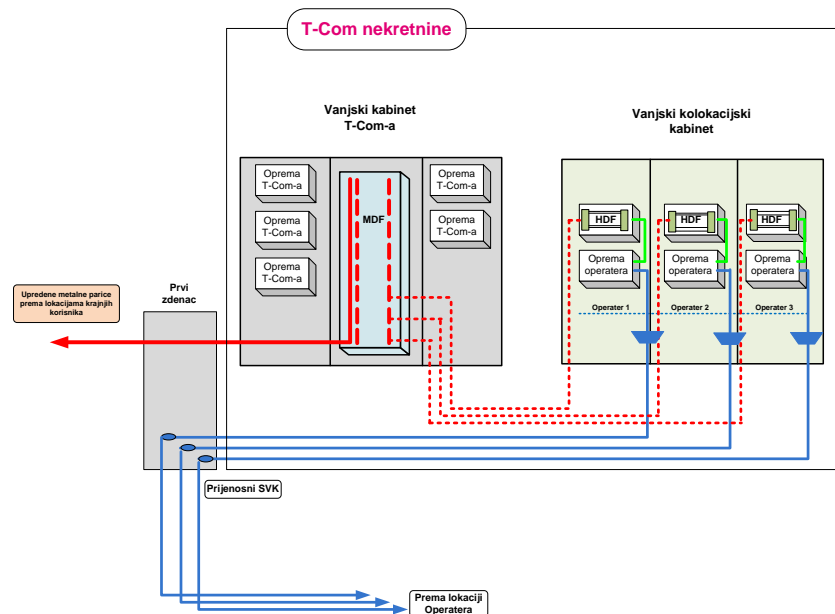 T-Com nekretnine
Vanjski kabinet
T-Com-a
Vanjski kolokacijski
kabinet
Oprema
T-Com-a
Oprema
T-Com-a
Oprema
T-Com-a
MDF
Oprema
T-Com-a
Oprema
T-Com-a
HDF
HDF
HDF
Oprema
operatera
Oprema
operatera
Oprema
operatera
Operater 1
Operater 2
Operater 3
Upredene metalne parice
prema lokacijama krajnjih
korisnika
Prvi
zdenac
Prijenosni SVK
Prema lokaciji
Operatera